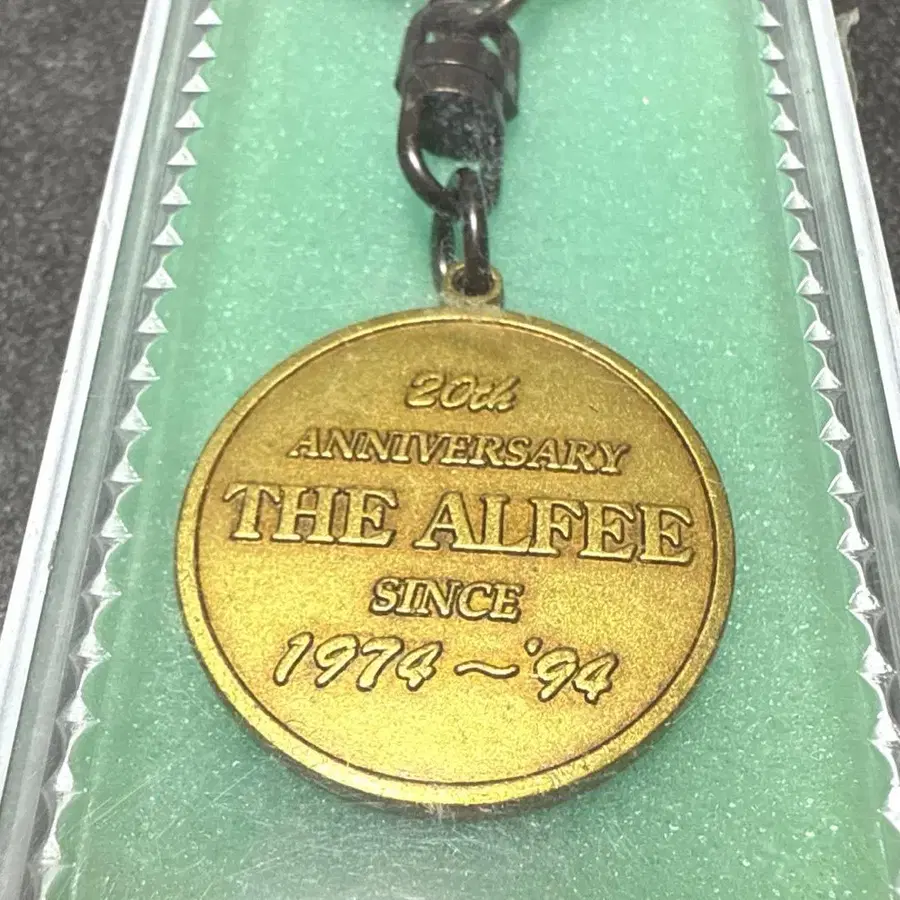 20th
ANNIVERSARY
THE ALFEE
SINCE
1974～'94